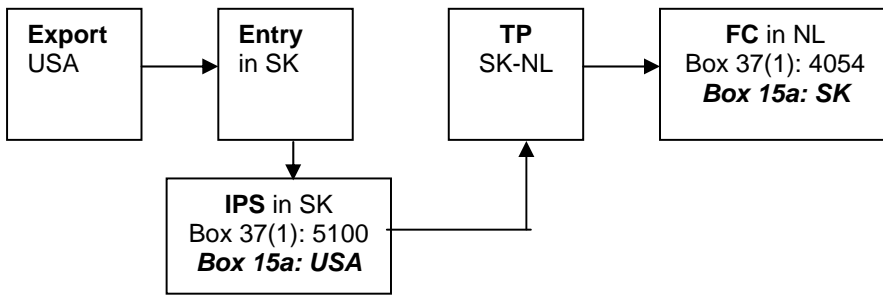 Export
USA
Entry
in SK
TP
SK-NL
FC in NL
Box 37(1): 4054
Box 15a: SK
IPS in SK
Box 37(1): 5100
Box 15a: USA